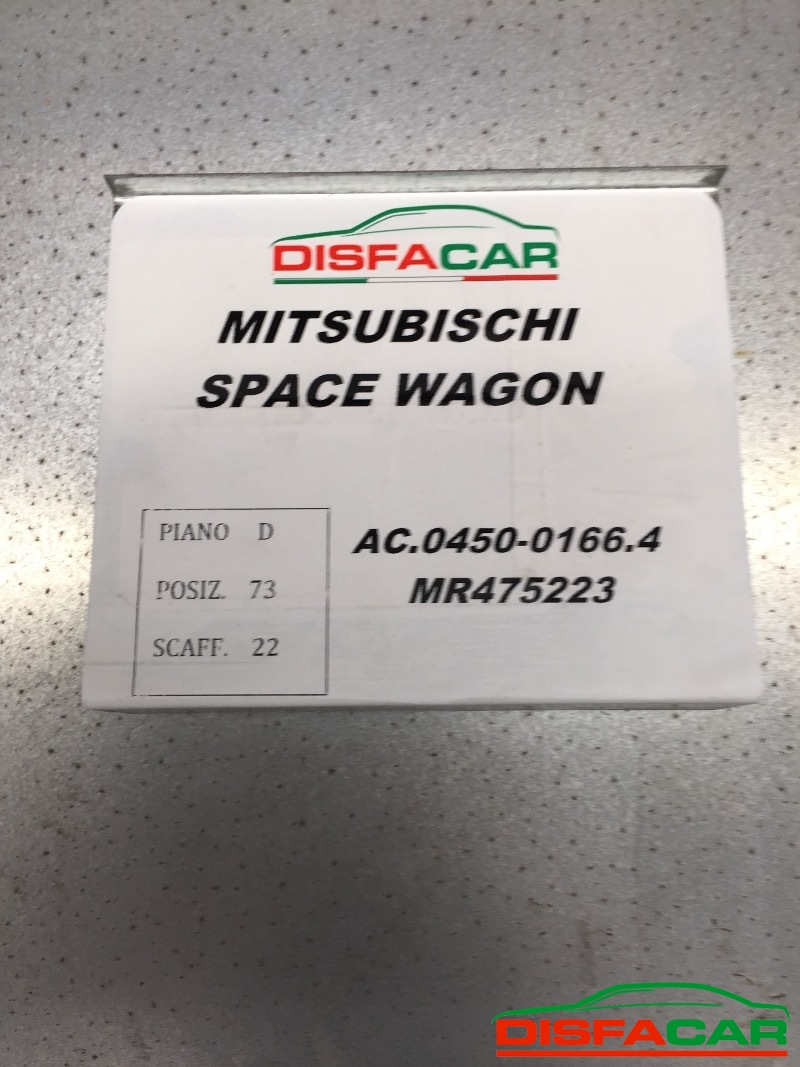 DISFACAR
MITSUBISCHI
SPACE WAGON
PIANO D
POSIZ. 73
SCAFF. 22
AC.0450-0166.4
MR475223
DISFACAR